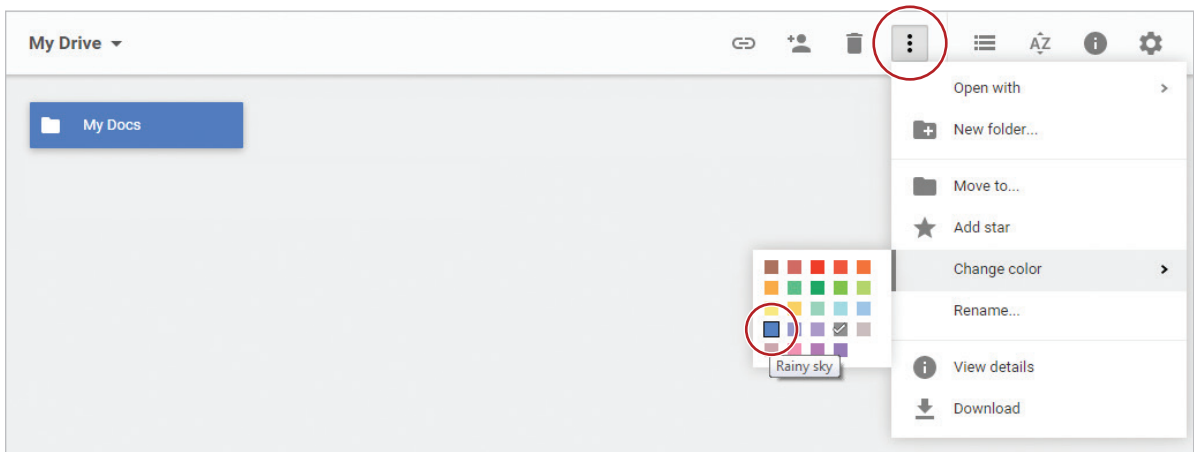 My Drive
AZ
My Docs
Open with
New folder...
Move to...
Add star
Change color
Rename...
View details
Download
Rainy sky